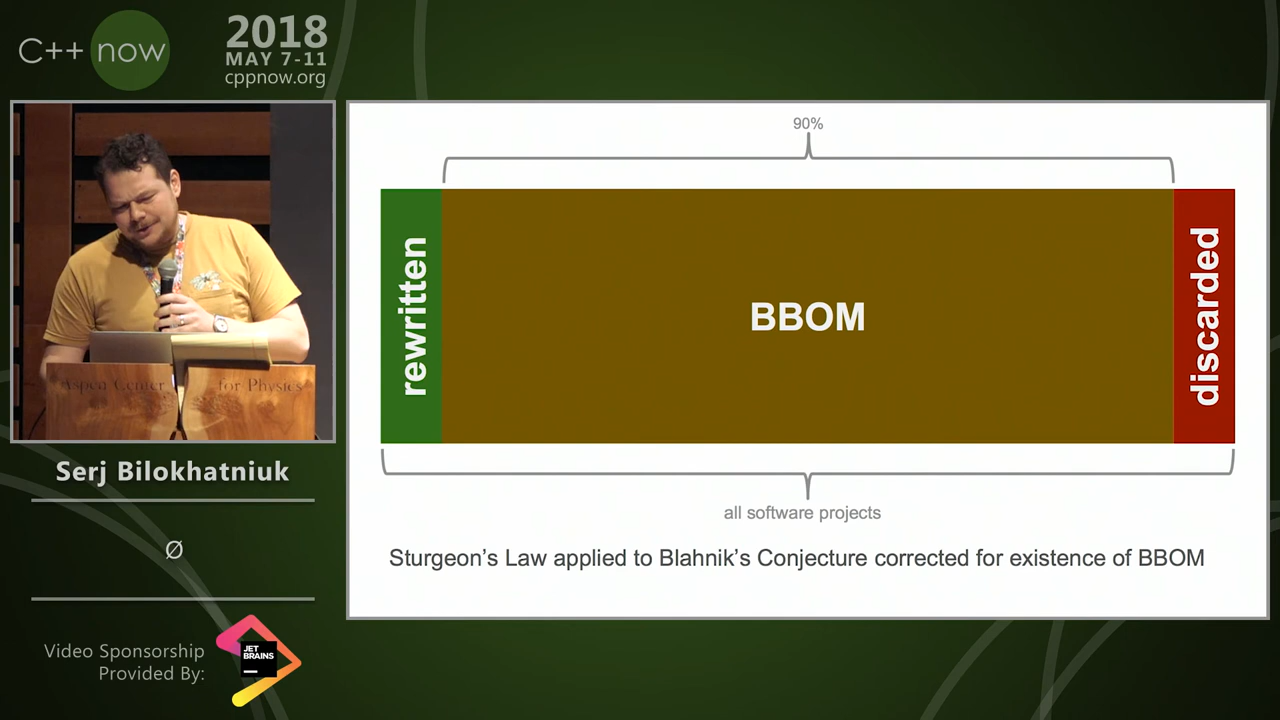 C++ now
2018
MAY 7-11
cppnow.org
90%
rewritten
BBOM
discarded
all software projects
Sturgeon's Law applied to Blahnik's Conjecture corrected for existence of BBOM
Aspen Center for Physics
Serj Bilokhatniuk
Ø
Video Sponsorship
Provided By:
JET
BRAINS